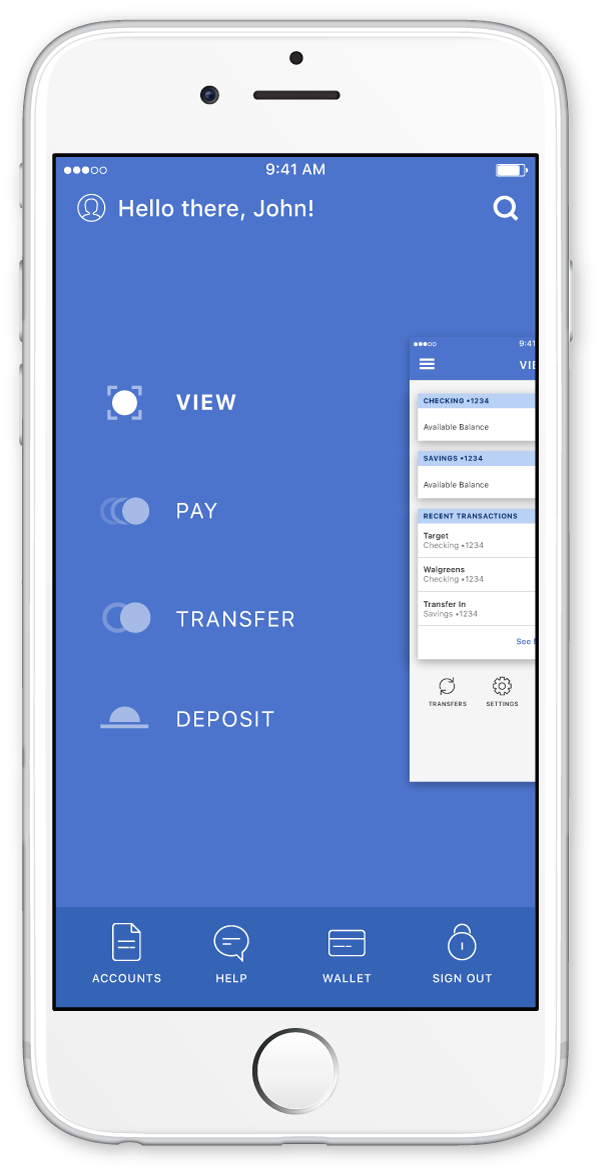 9:41 AM
Hello there, John!
9:41
CHECKING •1234
Available Balance
SAVINGS •1234
Available Balance
RECENT TRANSACTIONS
Target
Checking •1234
Walgreens
Checking •1234
Transfer In
Savings •1234
See
TRANSFERS SETTINGS
VIEW
PAY
TRANSFER
DEPOSIT
ACCOUNTS HELP WALLET SIGN OUT